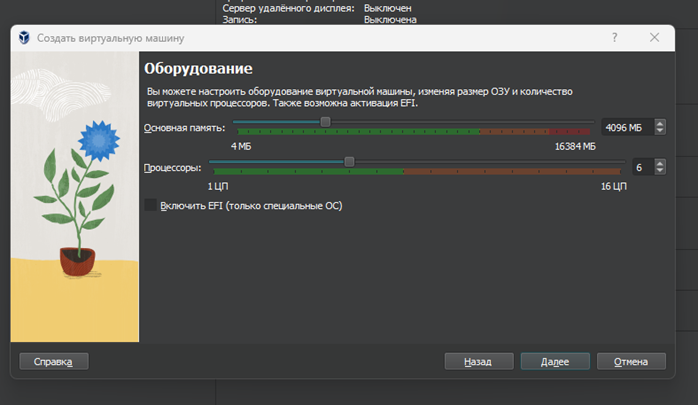 Сервер удалённого дисплея: Выключен
Запись: Выключена
Создать виртуальную машину
Оборудование
Вы можете настроить оборудование виртуальной машины, изменяя размер ОЗУ и количество
виртуальных процессоров. Также возможна активация EFI.
Основная память: 4096 МБ
4 МБ 16384 МБ
Процессоры: 6
1 ЦП 16 ЦП
Включить EFI (только специальные ОС)
Справка Назад Далее Отмена